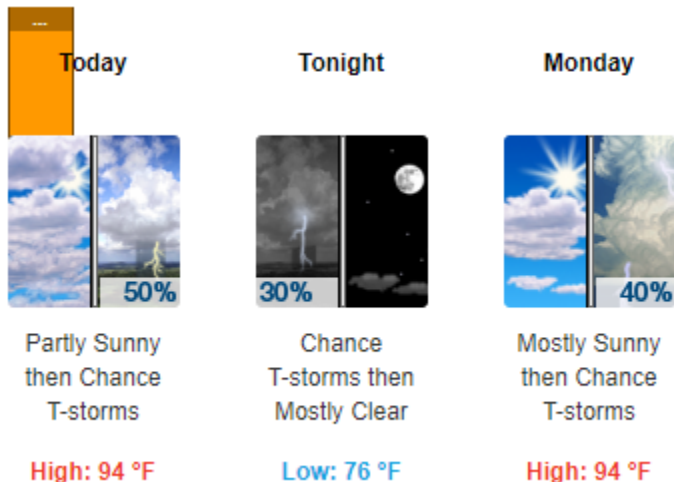 ---
Today
50%
Partly Sunny
then Chance
T-storms
High: 94 °F
Tonight
30%
Chance
T-storms then
Mostly Clear
Low: 76 °F
Monday
40%
Mostly Sunny
then Chance
T-storms
High: 94 °F